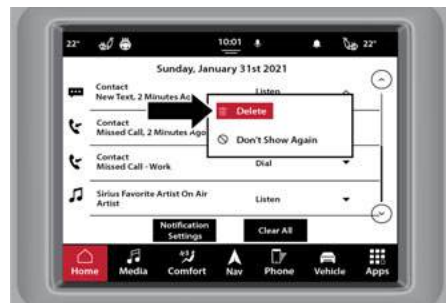 22° 10:01 22°
Sunday, January 31st 2021
Contact Listen
New Text, 2 Minutes Ago
Delete
Contact
Missed Call, 2 Minutes Ago
Don't Show Again
Contact
Missed Call - Work Dial
Sirius Favorite Artist On Air
Artist Listen
Notification
Settings
Clear All
Home Media Comfort Nav Phone Vehicle Apps